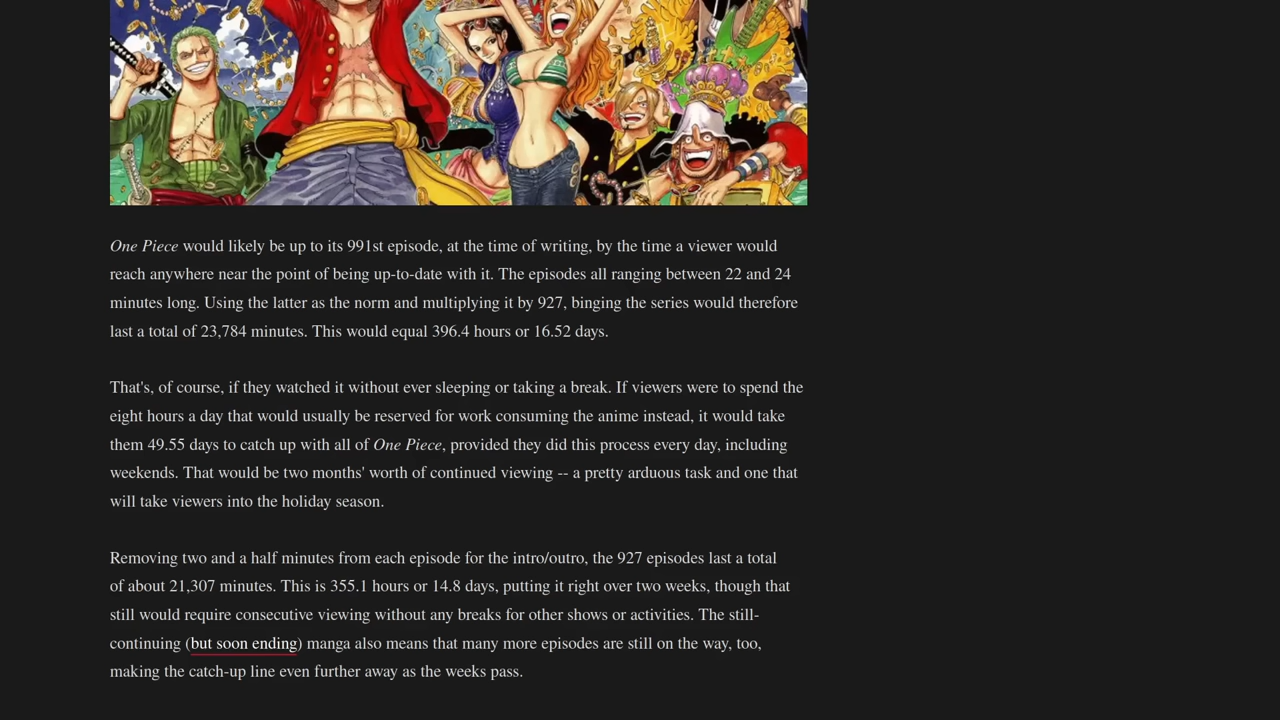 One Piece would likely be up to its 991st episode, at the time of writing, by the time a viewer would
reach anywhere near the point of being up-to-date with it. The episodes all ranging between 22 and 24
minutes long. Using the latter as the norm and multiplying it by 927, binging the series would therefore
last a total of 23,784 minutes. This would equal 396.4 hours or 16.52 days.
That's, of course, if they watched it without ever sleeping or taking a break. If viewers were to spend the
eight hours a day that would usually be reserved for work consuming the anime instead, it would take
them 49.55 days to catch up with all of One Piece, provided they did this process every day, including
weekends. That would be two months' worth of continued viewing -- a pretty arduous task and one that
will take viewers into the holiday season.
Removing two and a half minutes from each episode for the intro/outro, the 927 episodes last a total
of about 21,307 minutes. This is 355.1 hours or 14.8 days, putting it right over two weeks, though that
still would require consecutive viewing without any breaks for other shows or activities. The still-
continuing (but soon ending) manga also means that many more episodes are still on the way, too,
making the catch-up line even further away as the weeks pass.